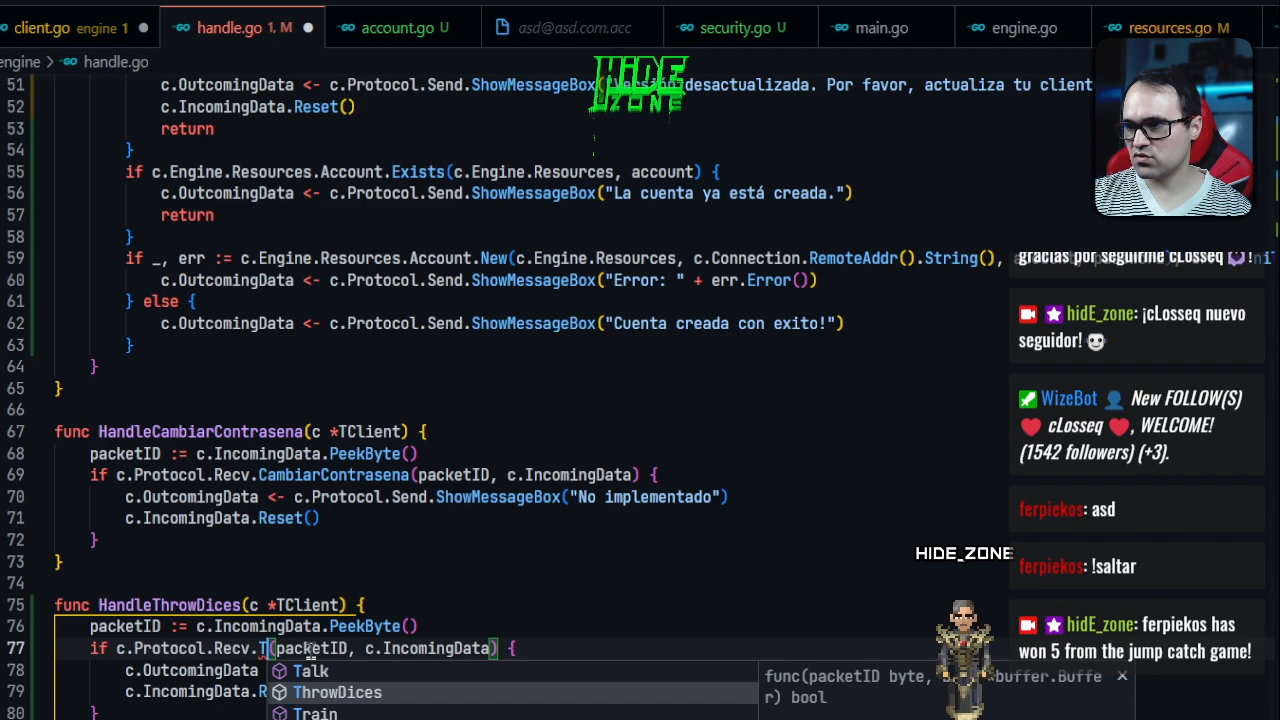 client.go engine 1
handle.go 1, M
account.go U
asd@asd.com.acc
security.go U
main.go
engine.go
resources.go M
engine > handle.go
HIDE
ZONE
51 c.OutcomingData <- c.Protocol.Send.ShowMessageBox("Versión desactualizada. Por favor, actualiza tu client
52 c.IncomingData.Reset()
53 return
54 }
55 if c.Engine.Resources.Account.Exists(c.Engine.Resources, account) {
56 c.OutcomingData <- c.Protocol.Send.ShowMessageBox("La cuenta ya está creada.")
57 return
58 }
59 if _, err := c.Engine.Resources.Account.New(c.Engine.Resources, c.Connection.RemoteAddr().String(),
60 c.OutcomingData <- c.Protocol.Send.ShowMessageBox("Error: " + err.Error())
61 } else {
62 c.OutcomingData <- c.Protocol.Send.ShowMessageBox("Cuenta creada con exito!")
63 }
64 }
65 }
66
67 func HandleCambiarContrasena(c *TClient) {
68 packetID := c.IncomingData.PeekByte()
69 if c.Protocol.Recv.CambiarContrasena(packetID, c.IncomingData) {
70 c.OutcomingData <- c.Protocol.Send.ShowMessageBox("No implementado")
71 c.IncomingData.Reset()
72 }
73 }
74
75 func HandleThrowDices(c *TClient) {
76 packetID := c.IncomingData.PeekByte()
77 if c.Protocol.Recv.T(packetID, c.IncomingData) {
78 c.OutcomingData
79 c.IncomingData.R
80 }
Talk
ThrowDices
Train
func(packetID byte, buffer.Buffe
r) bool
gracias por seguirme cLosseq !
hidE_zone: ¡cLosseq nuevo
seguidor!
WizeBot New FOLLOW(S)
cLosseq , WELCOME!
(1542 followers) (+3).
ferpiekos: asd
ferpiekos: !saltar
hidE_zone: ferpiekos has
won 5 from the jump catch game!
HIDE_ZONE